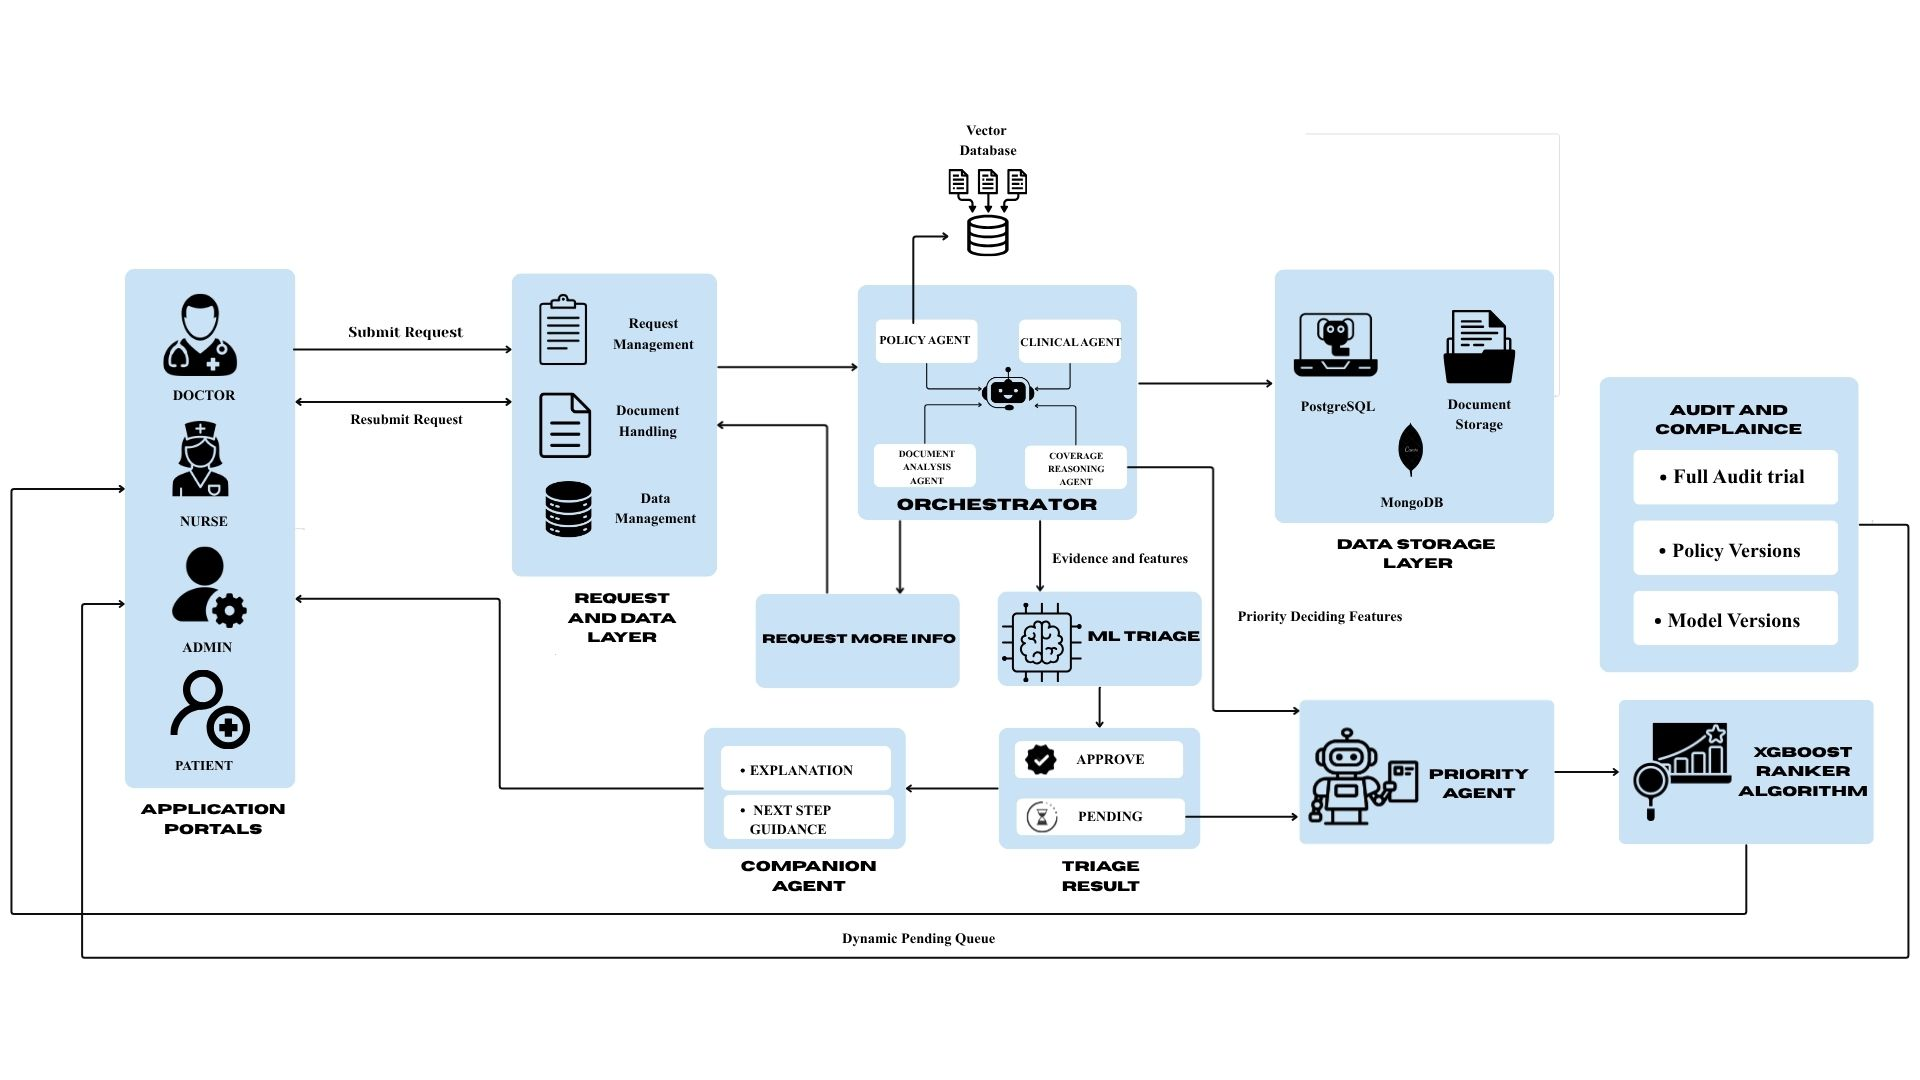 Vector
Database
Submit Request
Resubmit Request
DOCTOR
NURSE
ADMIN
PATIENT
APPLICATION
PORTALS
Request
Management
Document
Handling
Data
Management
REQUEST
AND DATA
LAYER
POLICY AGENT
CLINICAL AGENT
DOCUMENT
ANALYSIS
AGENT
COVERAGE
REASONING
AGENT
ORCHESTRATOR
PostgreSQL
Document
Storage
MongoDB
DATA STORAGE
LAYER
AUDIT AND
COMPLAINCE
• Full Audit trial
• Policy Versions
• Model Versions
Evidence and features
Priority Deciding Features
REQUEST MORE INFO
ML TRIAGE
• EXPLANATION
• NEXT STEP
GUIDANCE
COMPANION
AGENT
APPROVE
PENDING
TRIAGE
RESULT
PRIORITY
AGENT
XGBOOST
RANKER
ALGORITHM
Dynamic Pending Queue